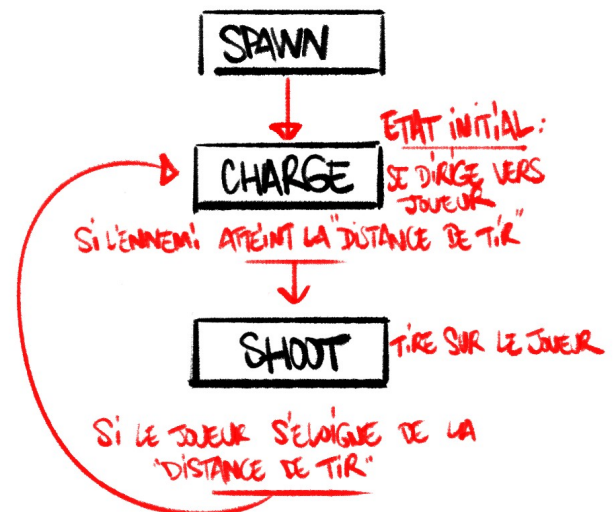 SPAWN
ETAT INITIAL:
CHARGE
SE DIRIGE VERS
JOUEUR
Si L'ENNEMi ATTEiNT LA "DISTANCE DE TiR"
SHOOT
TiRE SUR LE JOUEUR
Si LE JOUEUR S'ELOiGNE DE LA
"DiSTANCE DE TiR"